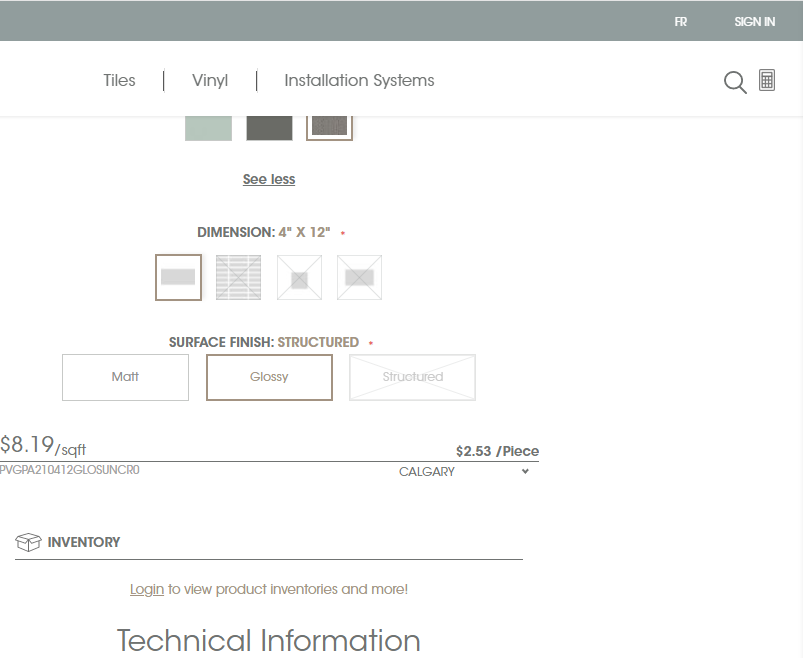 FR SIGN IN
Tiles Vinyl Installation Systems
See less
DIMENSION: 4" X 12" *
SURFACE FINISH: STRUCTURED *
Matt Glossy Structured
$8.19/sqft $2.53 /Piece
PVGPA210412GLOSUNCR0 CALGARY
INVENTORY
Login to view product inventories and more!
Technical Information